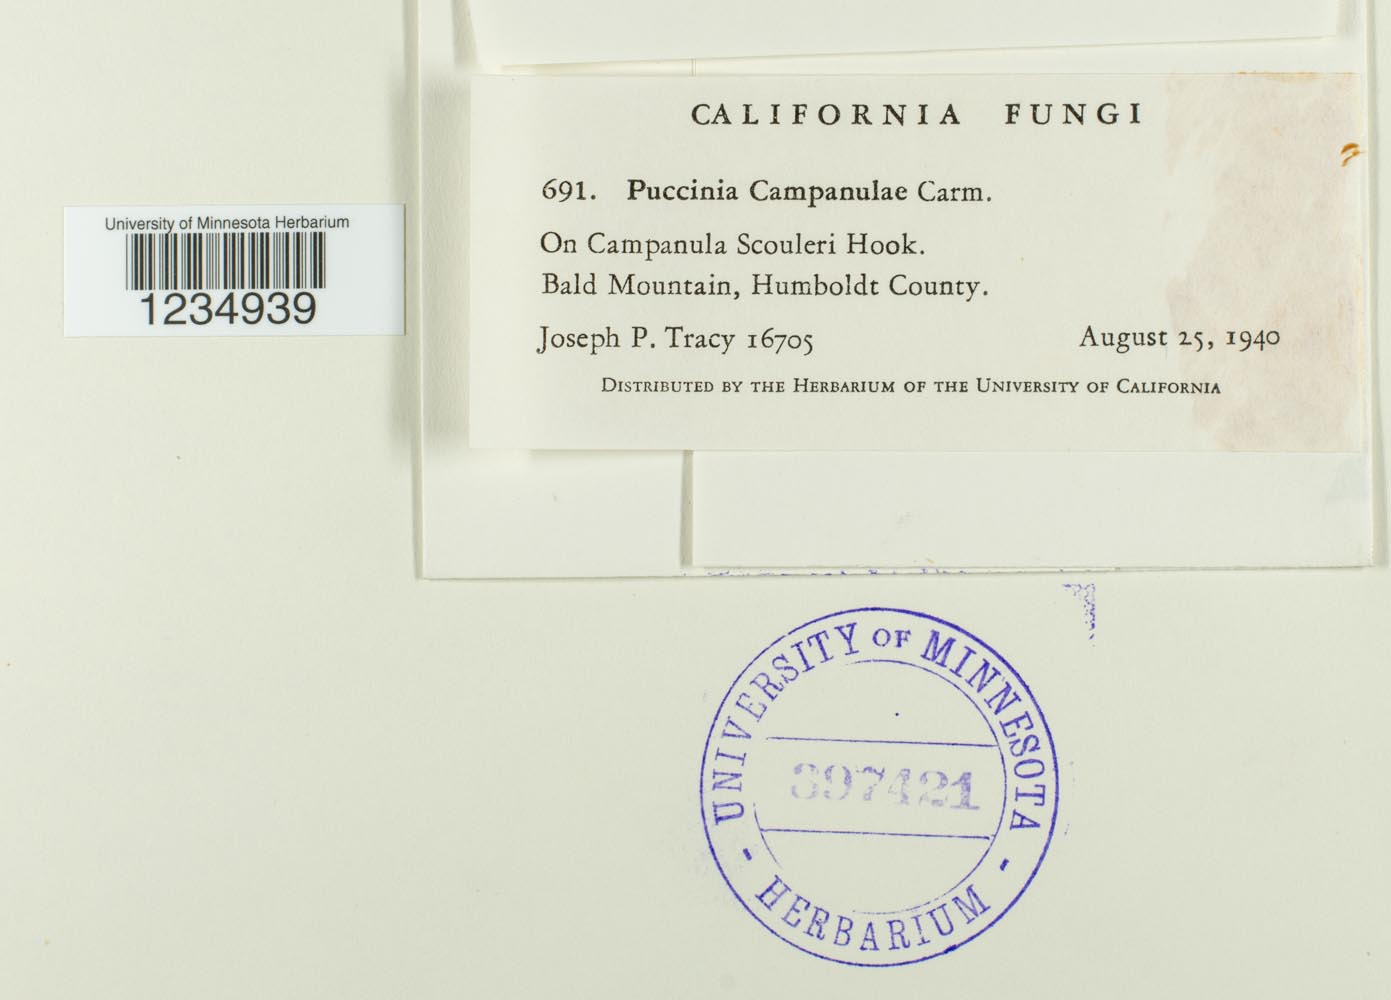 CALIFORNIA FUNGI
691. Puccinia Campanulae Carm.
On Campanula Scouleri Hook.
Bald Mountain, Humboldt County.
Joseph P. Tracy 16705 August 25, 1940
Distributed by the Herbarium of the University of California
University of Minnesota Herbarium
1234939
UNIVERSITY OF MINNESOTA
397421
- HERBARIUM -